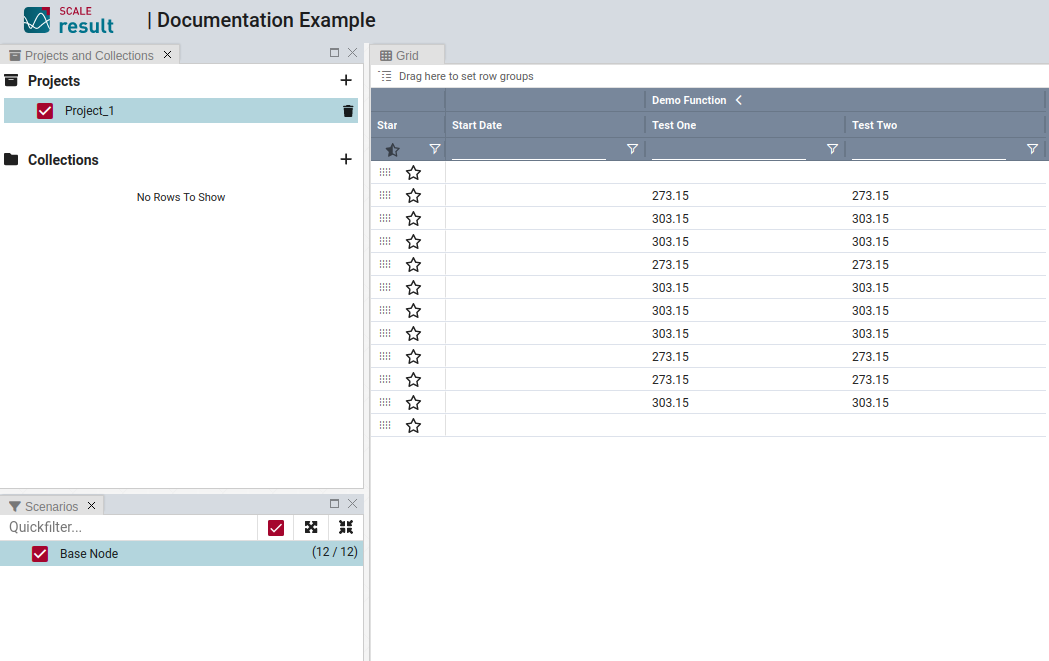 SCALE
result
| Documentation Example
Projects and Collections
Projects
Project_1
Collections
No Rows To Show
Scenarios
Quickfilter...
Base Node (12 / 12)
Grid
Drag here to set row groups
Demo Function
Star Start Date Test One Test Two
273.15 273.15
303.15 303.15
303.15 303.15
273.15 273.15
303.15 303.15
303.15 303.15
303.15 303.15
273.15 273.15
273.15 273.15
303.15 303.15